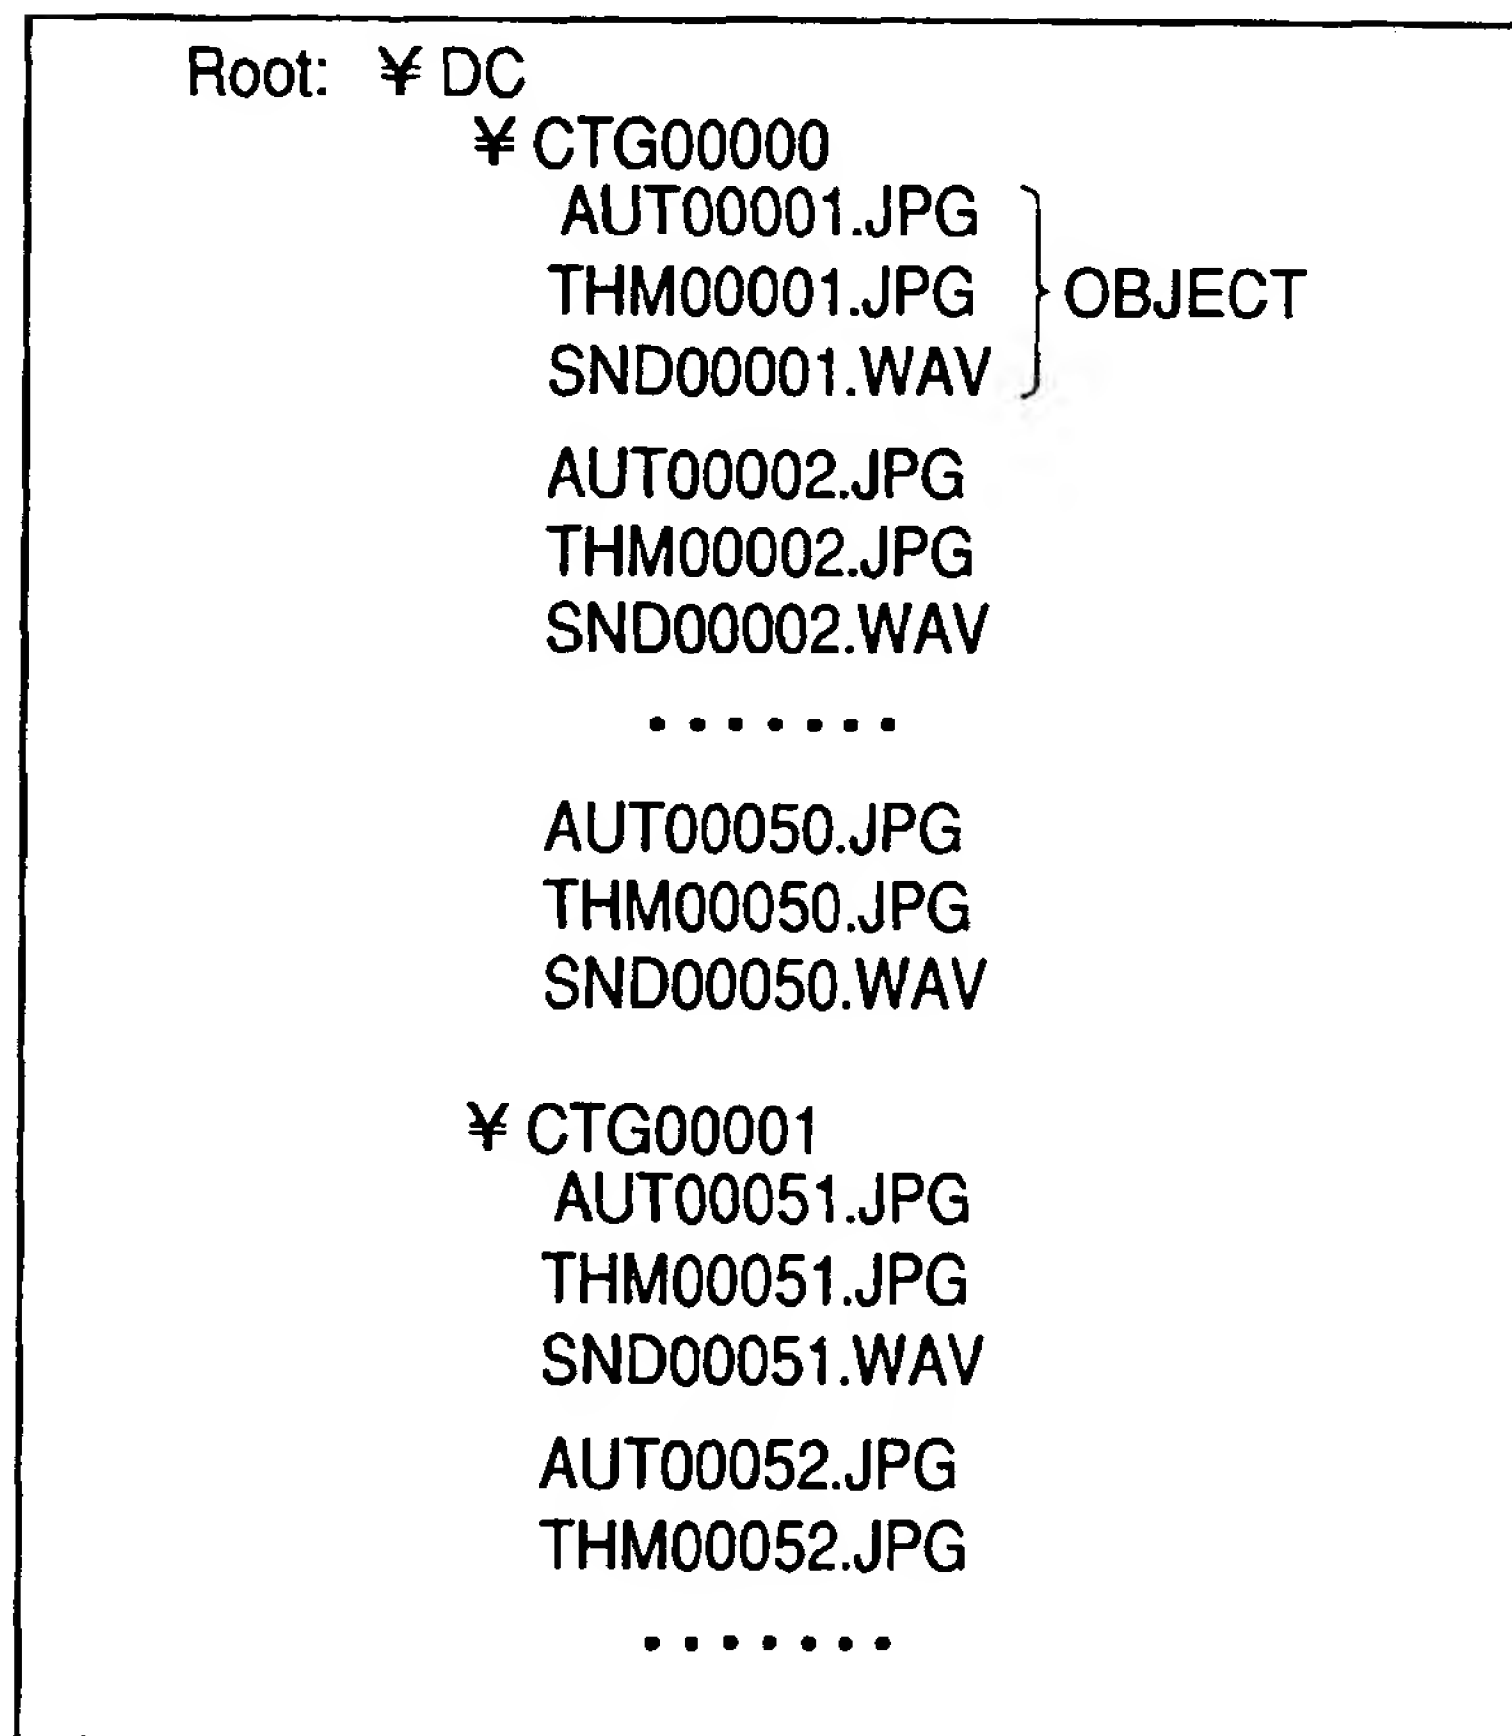 Root: ¥ DC
¥ CTG00000
AUT00001.JPG
THM00001.JPG
OBJECT
SND00001.WAV
AUT00002.JPG
THM00002.JPG
SND00002.WAV
.......
AUT00050.JPG
THM00050.JPG
SND00050.WAV
¥ CTG00001
AUT00051.JPG
THM00051.JPG
SND00051.WAV
AUT00052.JPG
THM00052.JPG
.......